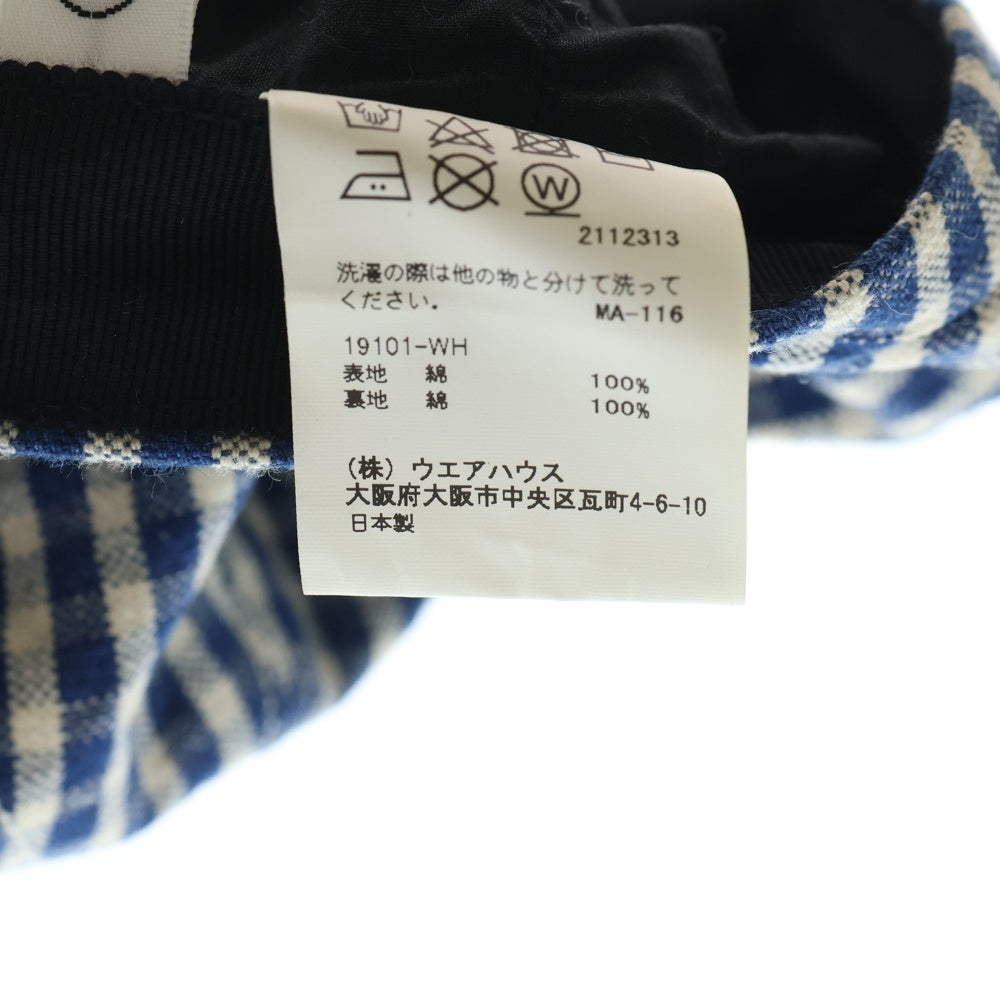 W
2112313
洗濯の際は他の物と分けて洗って
ください。 MA-116
19101-WH
表地 綿 100%
裏地 綿 100%
(株) ウエアハウス
大阪府大阪市中央区瓦町4-6-10
日本製